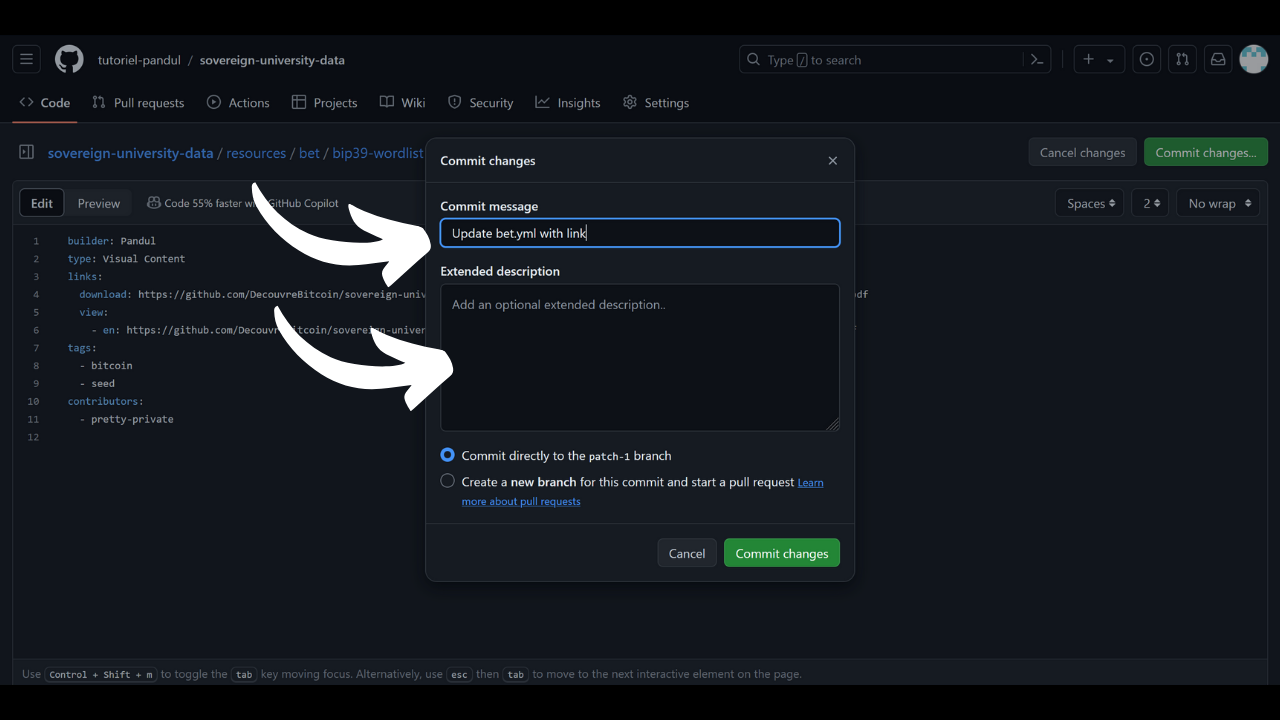 tutoriel-pandul / sovereign-university-data
Type / to search
Code
Pull requests
Actions
Projects
Wiki
Security
Insights
Settings
sovereign-university-data / resources / bet / bip39-wordlist
Cancel changes
Commit changes...
Edit
Preview
Code 55% faster with GitHub Copilot
Spaces
2
No wrap
1 builder: Pandul
2 type: Visual Content
3 links:
4 download: https://github.com/DecouvreBitcoin/sovereign-univ
5 view:
6 - en: https://github.com/DecouvreBitcoin/sovereign-univer
7 tags:
8 - bitcoin
9 - seed
10 contributors:
11 - pretty-private
12
Commit changes
Commit message
Update bet.yml with link
Extended description
Add an optional extended description..
Commit directly to the patch-1 branch
Create a new branch for this commit and start a pull request Learn
more about pull requests
Cancel
Commit changes
Use Control + Shift + m to toggle the tab key moving focus. Alternatively, use esc then tab to move to the next interactive element on the page.